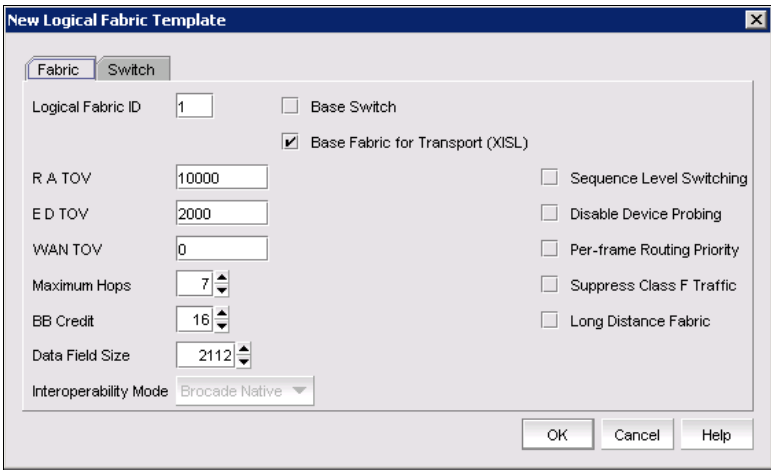 New Logical Fabric Template
Fabric Switch
Logical Fabric ID 1 Base Switch
Base Fabric for Transport (XISL)
R A TOV 10000 Sequence Level Switching
E D TOV 2000 Disable Device Probing
WAN TOV 0 Per-frame Routing Priority
Maximum Hops 7 Suppress Class F Traffic
BB Credit 16 Long Distance Fabric
Data Field Size 2112
Interoperability Mode Brocade Native
OK Cancel Help